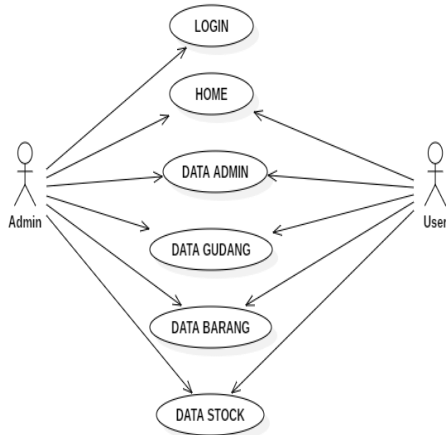 LOGIN
HOME
DATA ADMIN
Admin
User
DATA GUDANG
DATA BARANG
DATA STOCK